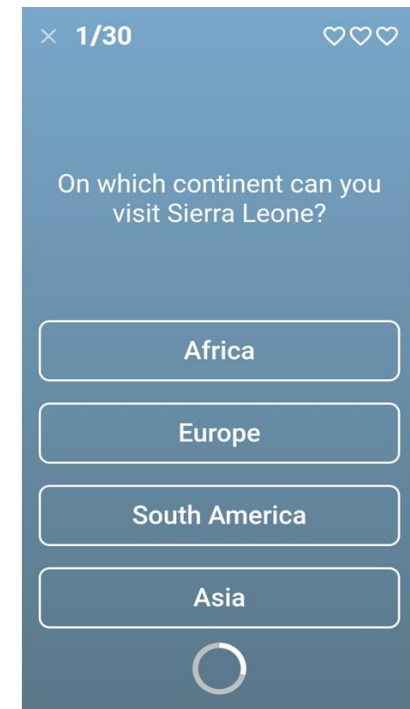 × 1/30
On which continent can you
visit Sierra Leone?
Africa
Europe
South America
Asia